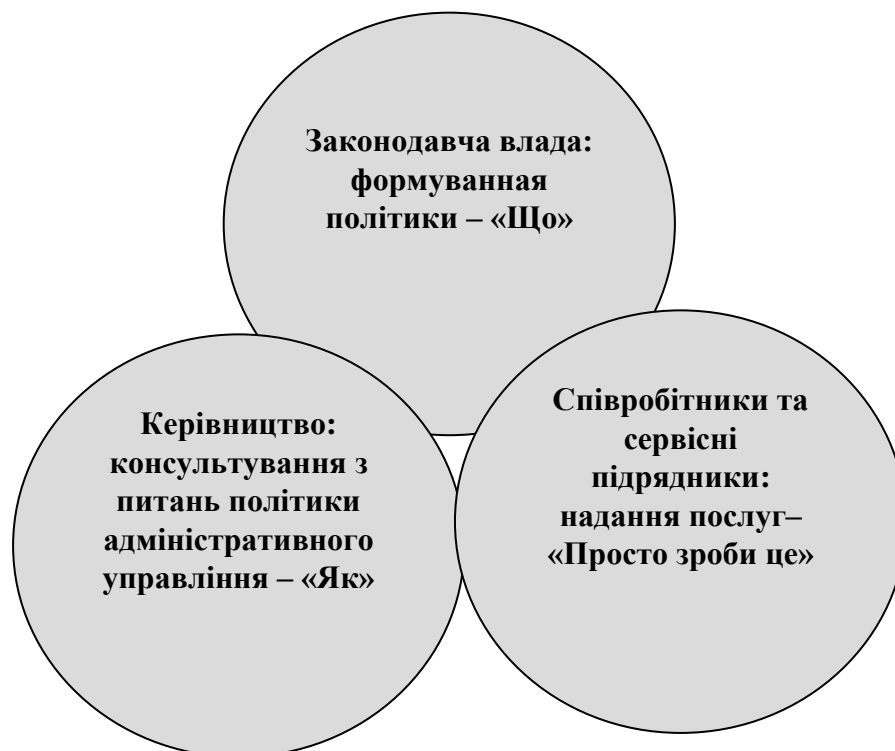 Законодавча влада:
формуванная
політики – «Що»
Керівництво:
консультування з
питань політики
адміністративного
управління – «Як»
Співробітники та
сервісні
підрядники:
надання послуг–
«Просто зроби це»